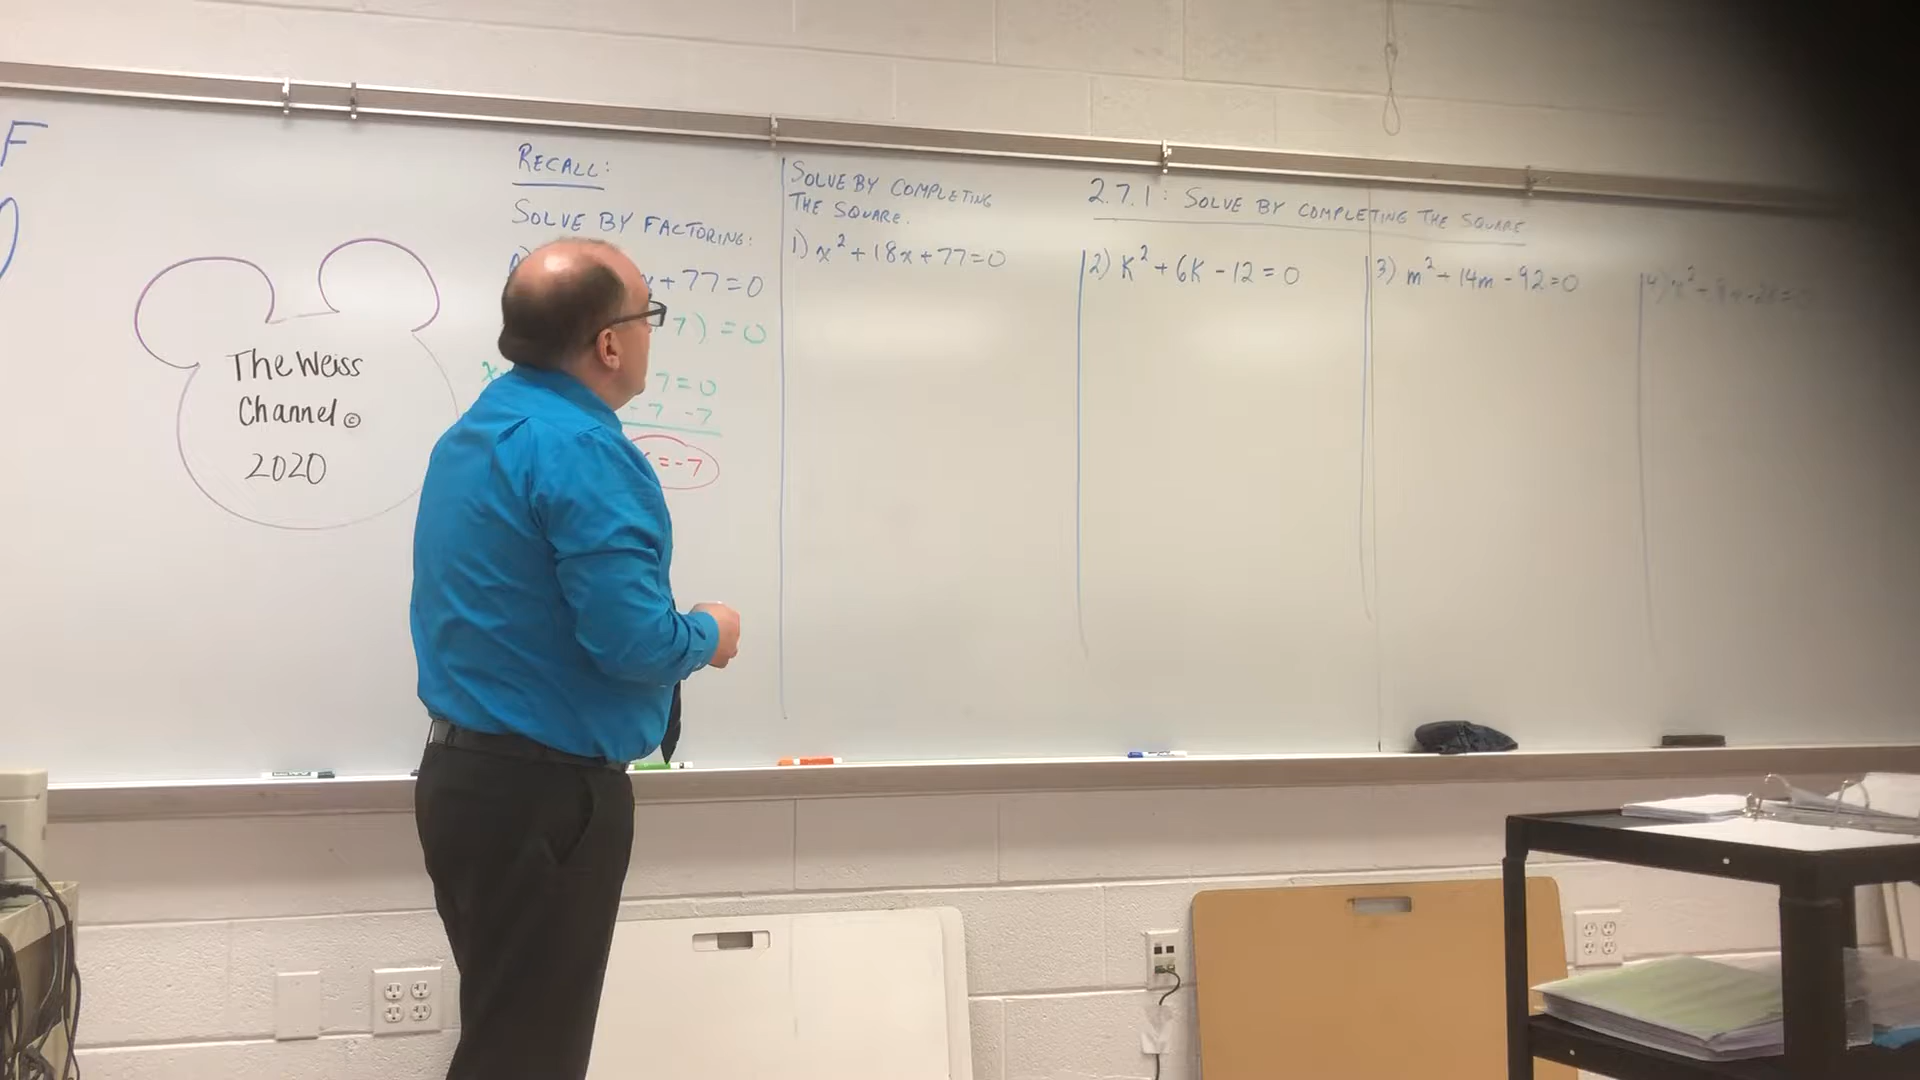 F
The Weiss
Channel©
2020
RECALL:
SOLVE BY FACTORING:
+77=0
7) =0
7=0
-7 -7
=-7
SOLVE BY COMPLETING
THE SQUARE.
1) x²+18x+77=0
2.7.1: SOLVE BY COMPLETING THE SQUARE
2) K²+6K-12=0
3) m²+14m-92=0
4)